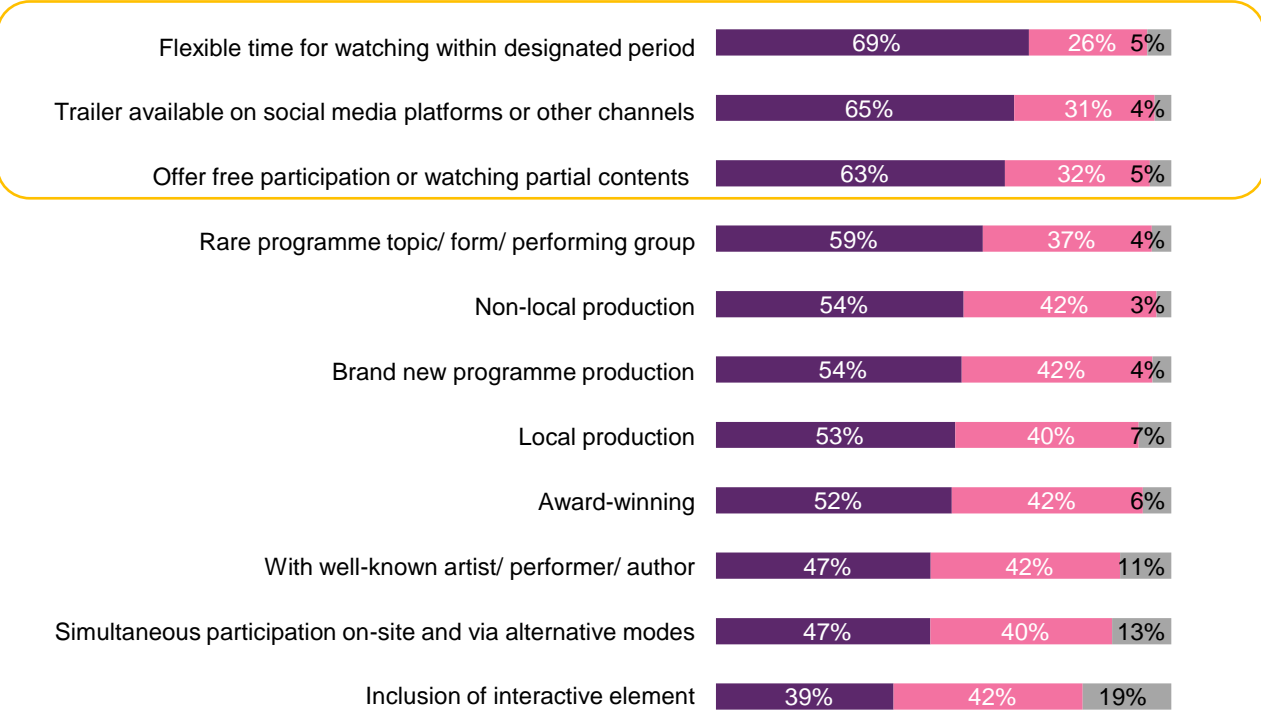 Flexible time for watching within designated period 69% 26% 5%
Trailer available on social media platforms or other channels 65% 31% 4%
Offer free participation or watching partial contents 63% 32% 5%
Rare programme topic/ form/ performing group 59% 37% 4%
Non-local production 54% 42% 3%
Brand new programme production 54% 42% 4%
Local production 53% 40% 7%
Award-winning 52% 42% 6%
With well-known artist/ performer/ author 47% 42% 11%
Simultaneous participation on-site and via alternative modes 47% 40% 13%
Inclusion of interactive element 39% 42% 19%